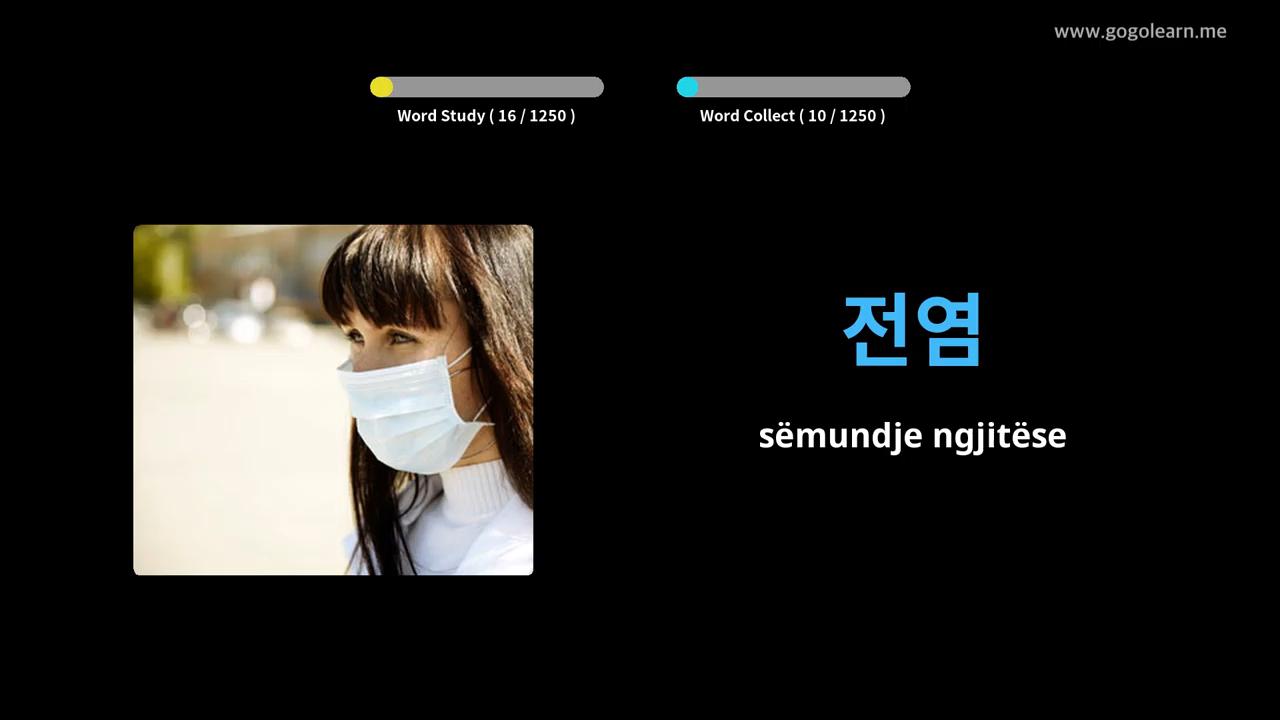 www.gogolearn.me
Word Study ( 16 / 1250 )
Word Collect ( 10 / 1250 )
전염
sëmundje ngjitëse